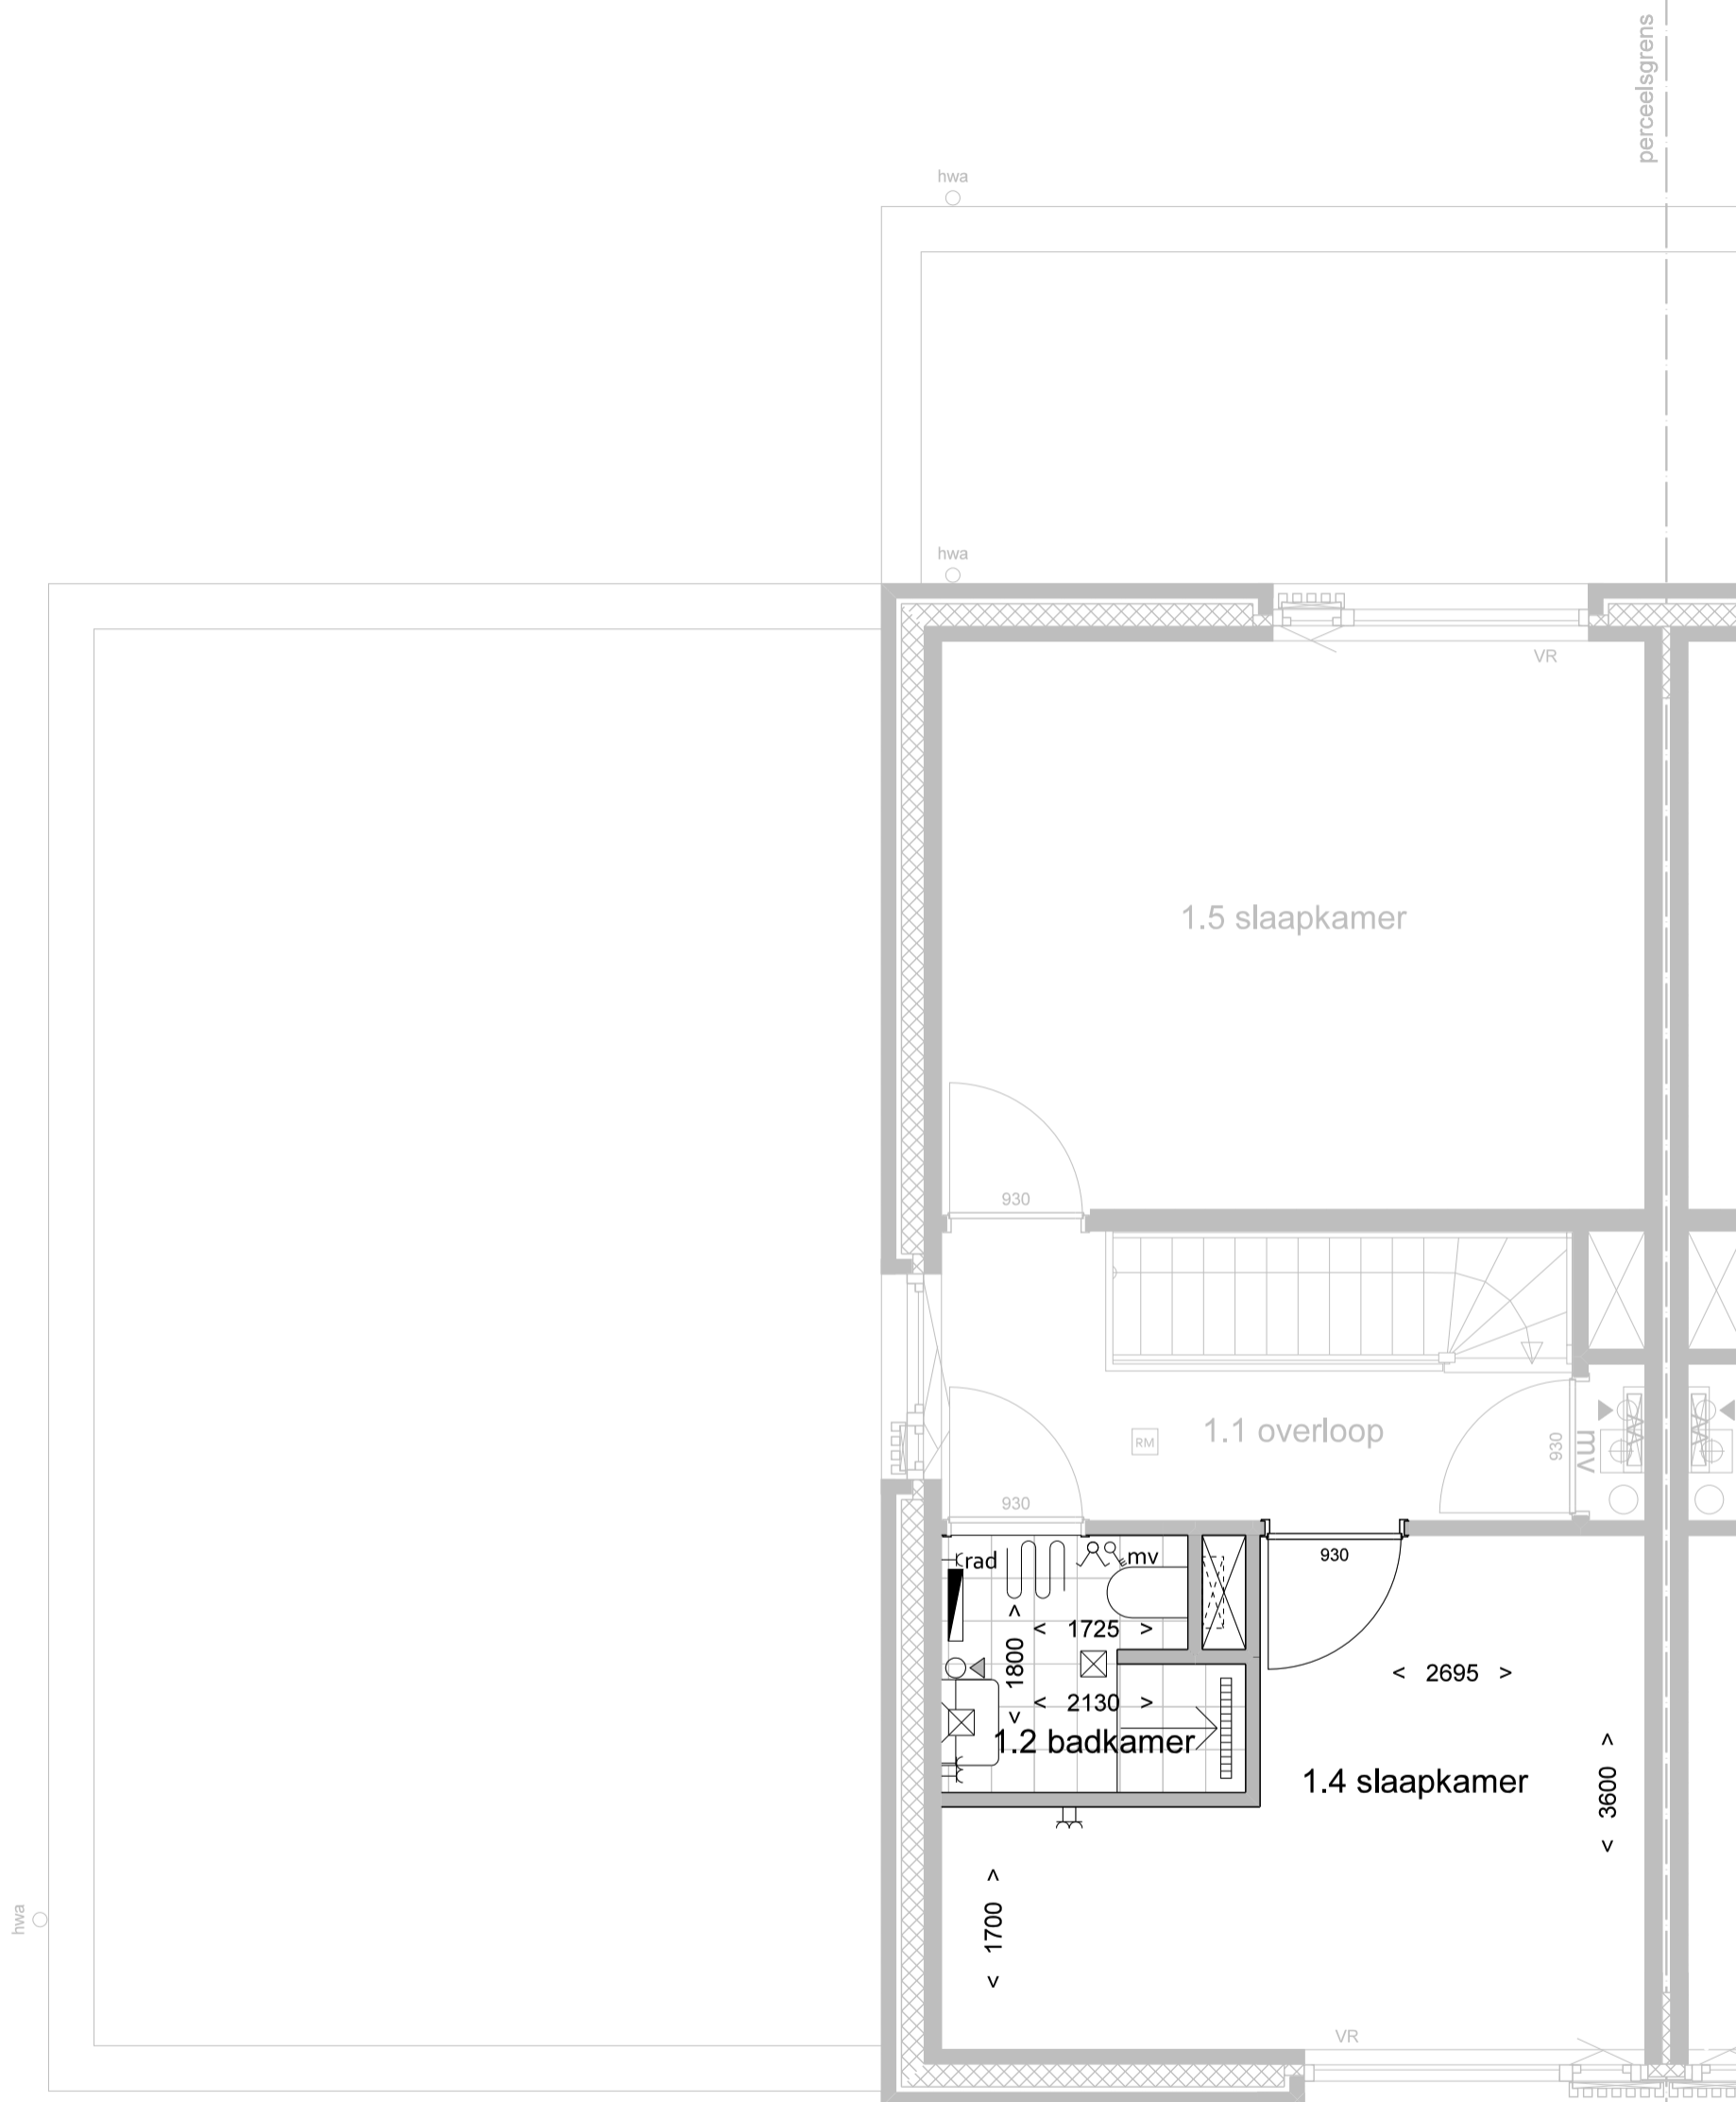 perceelsgrens
hwa
hwa
VR
1.5 slaapkamer
930
1.1 overloop
RM
930
mv
930
rad
mv
930
1725
1800
2695
2130
1.2 badkamer
1.4 slaapkamer
3600
1700
hwa
VR